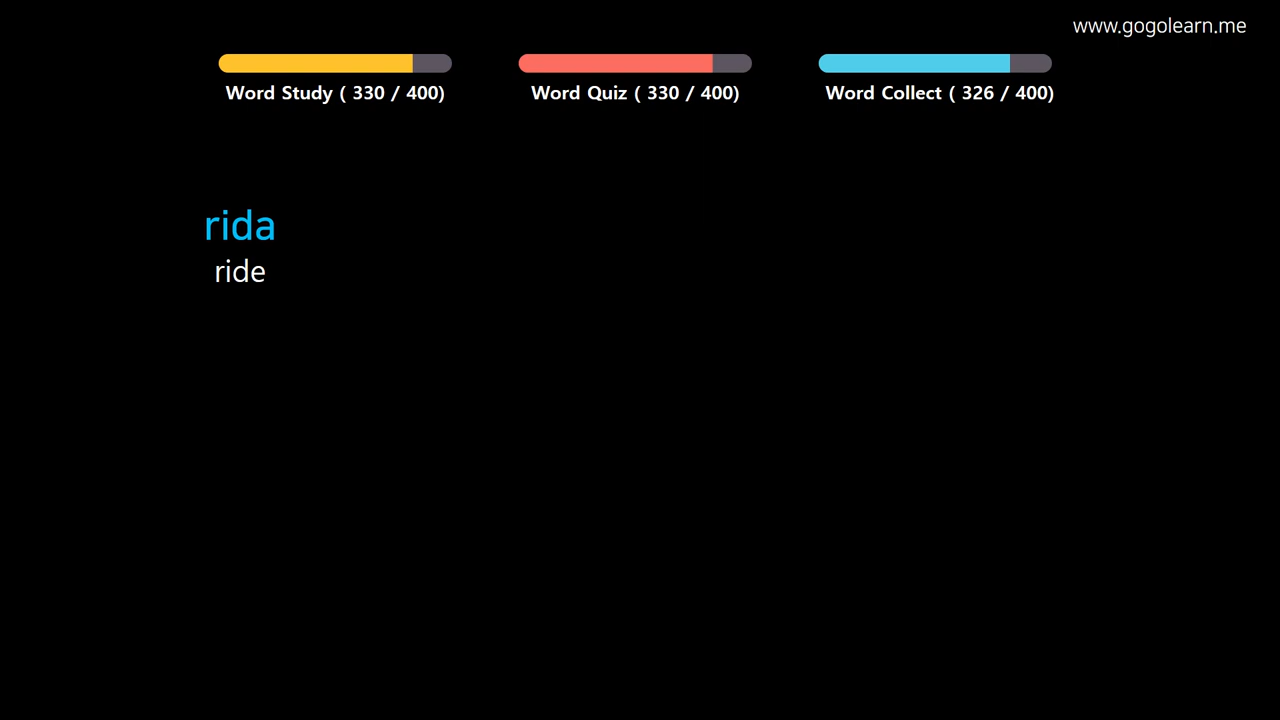 www.gogolearn.me
Word Study ( 330 / 400)
Word Quiz ( 330 / 400)
Word Collect ( 326 / 400)
rida
ride